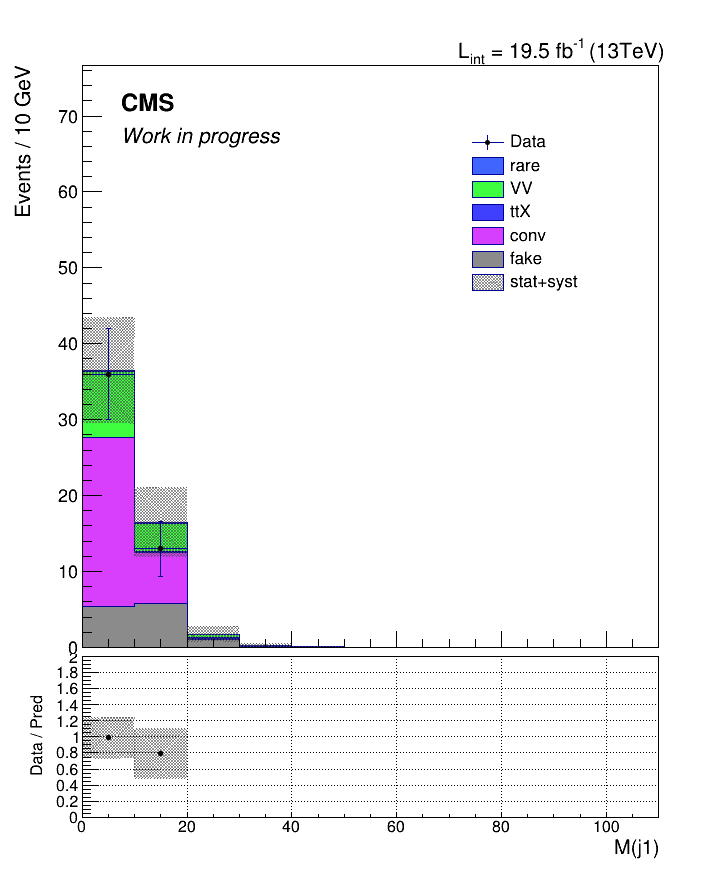 L_int = 19.5 fb^-1 (13TeV)
Events / 10 GeV
CMS
Work in progress
Data
rare
VV
ttX
conv
fake
stat+syst
70
60
50
40
30
20
10
0
Data / Pred
2
1.8
1.6
1.4
1.2
1
0.8
0.6
0.4
0.2
0
0 20 40 60 80 100
M(j1)